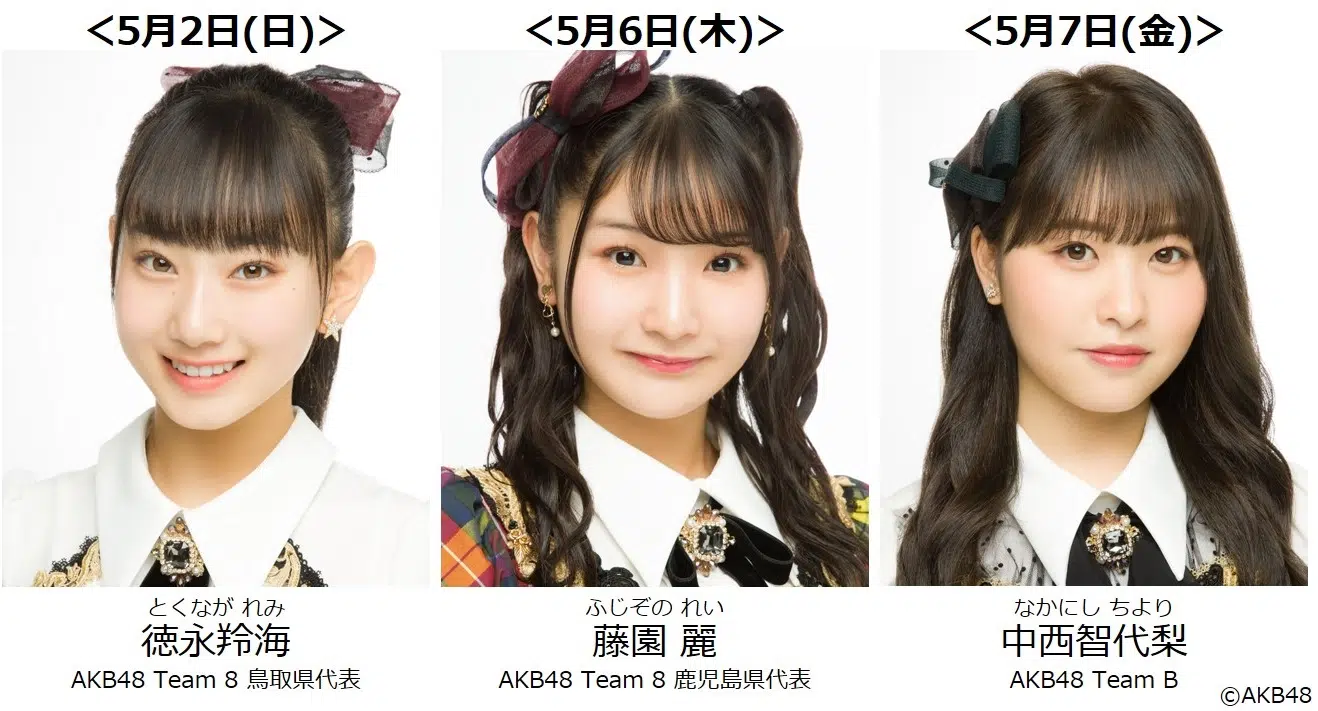 ＜5月2日(日)＞
＜5月6日(木)＞
＜5月7日(金)＞
とくなが れみ
徳永羚海
AKB48 Team 8 鳥取県代表
ふじぞの れい
藤園 麗
AKB48 Team 8 鹿児島県代表
なかにし ちより
中西智代梨
AKB48 Team B
©AKB48